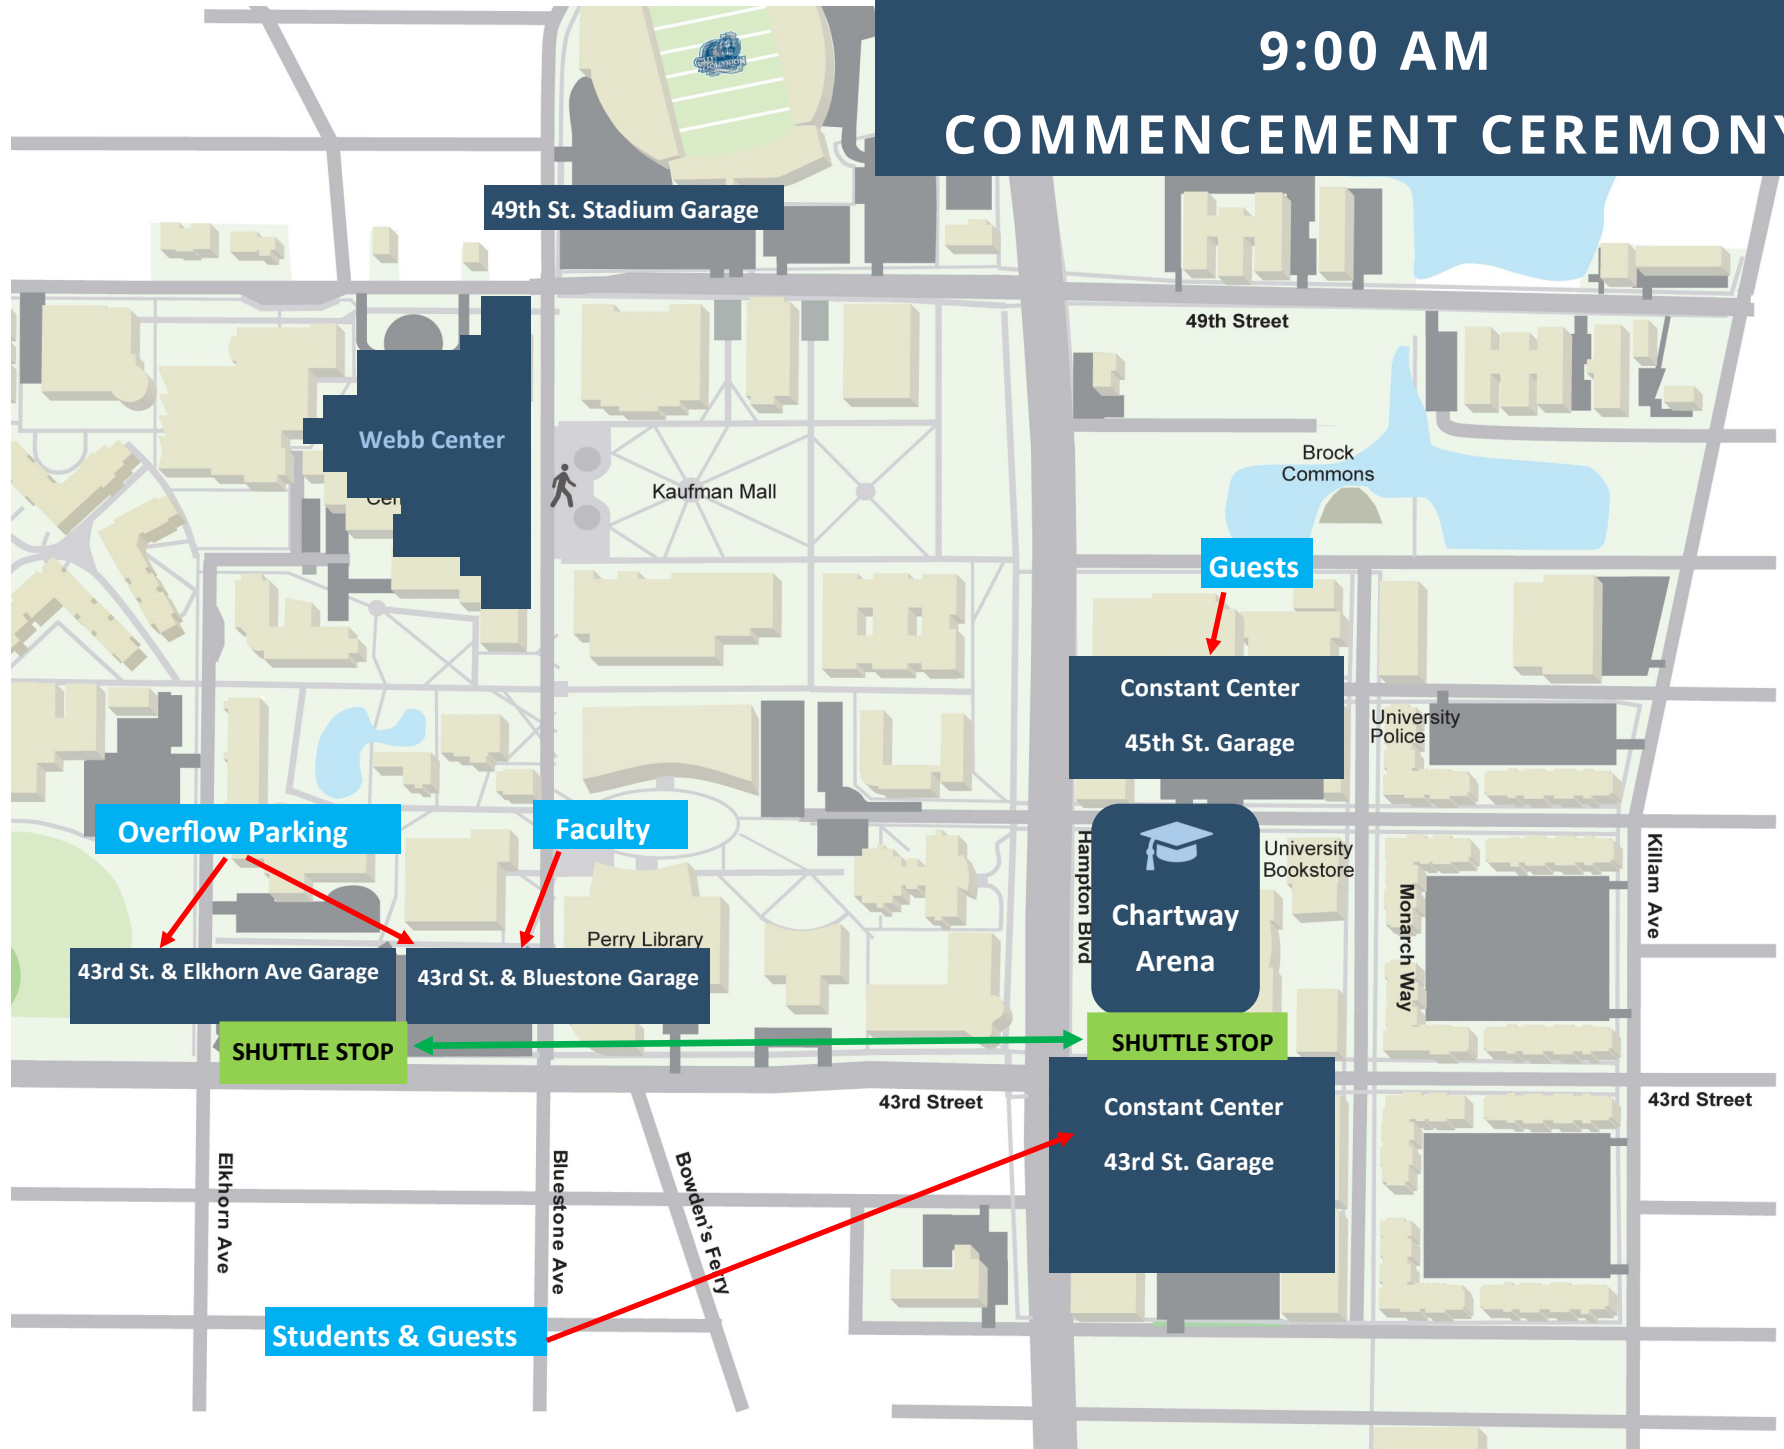 9:00 AM
COMMENCEMENT CEREMONY
DOMINION
49th St. Stadium Garage
49th Street
Webb Center
Cen
Kaufman Mall
Brock
Commons
Guests
Constant Center
45th St. Garage
University
Police
Overflow Parking
Faculty
Hampton Blvd
Chartway
Arena
University
Bookstore
Monarch Way
Killam Ave
Perry Library
43rd St. & Elkhorn Ave Garage
43rd St. & Bluestone Garage
SHUTTLE STOP
SHUTTLE STOP
43rd Street
43rd Street
Constant Center
43rd St. Garage
Elkhorn Ave
Bluestone Ave
Bowden's Ferry
Students & Guests